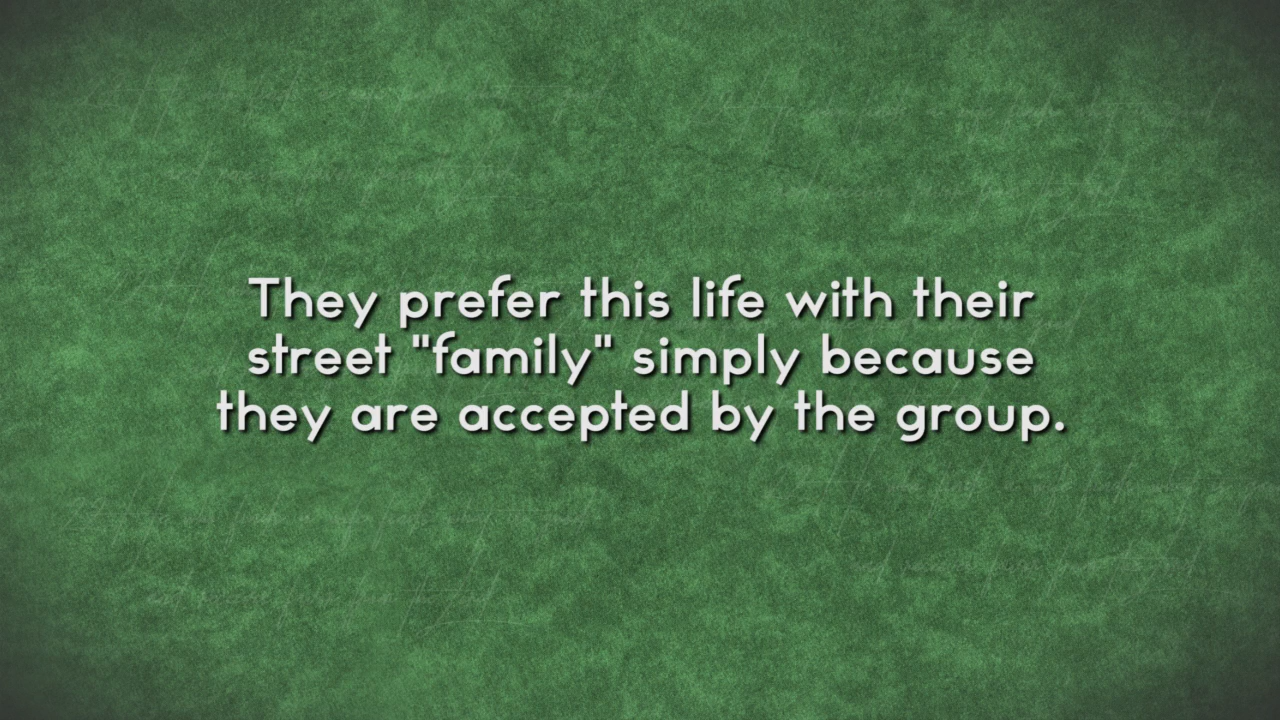 They prefer this life with their
street "family" simply because
they are accepted by the group.